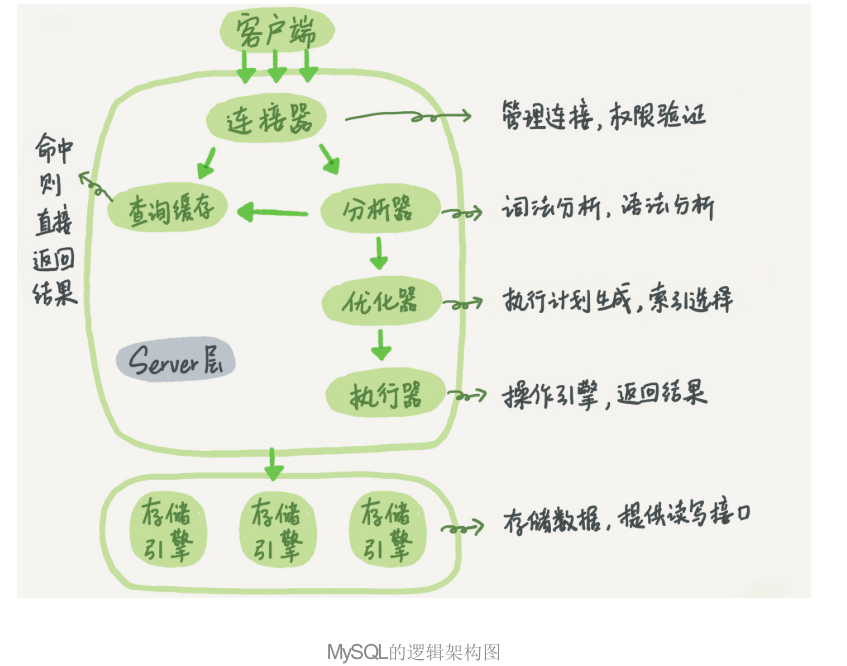 客户端
连接器
管理连接,权限验证
命中
则
直接
返回
结果
查询缓存
分析器
词法分析,语法分析
优化器
执行计划生成,索引选择
Server层
执行器
操作引擎,返回结果
存储
引擎
存储
引擎
存储
引擎
存储数据,提供读写接口
MySQL的逻辑架构图